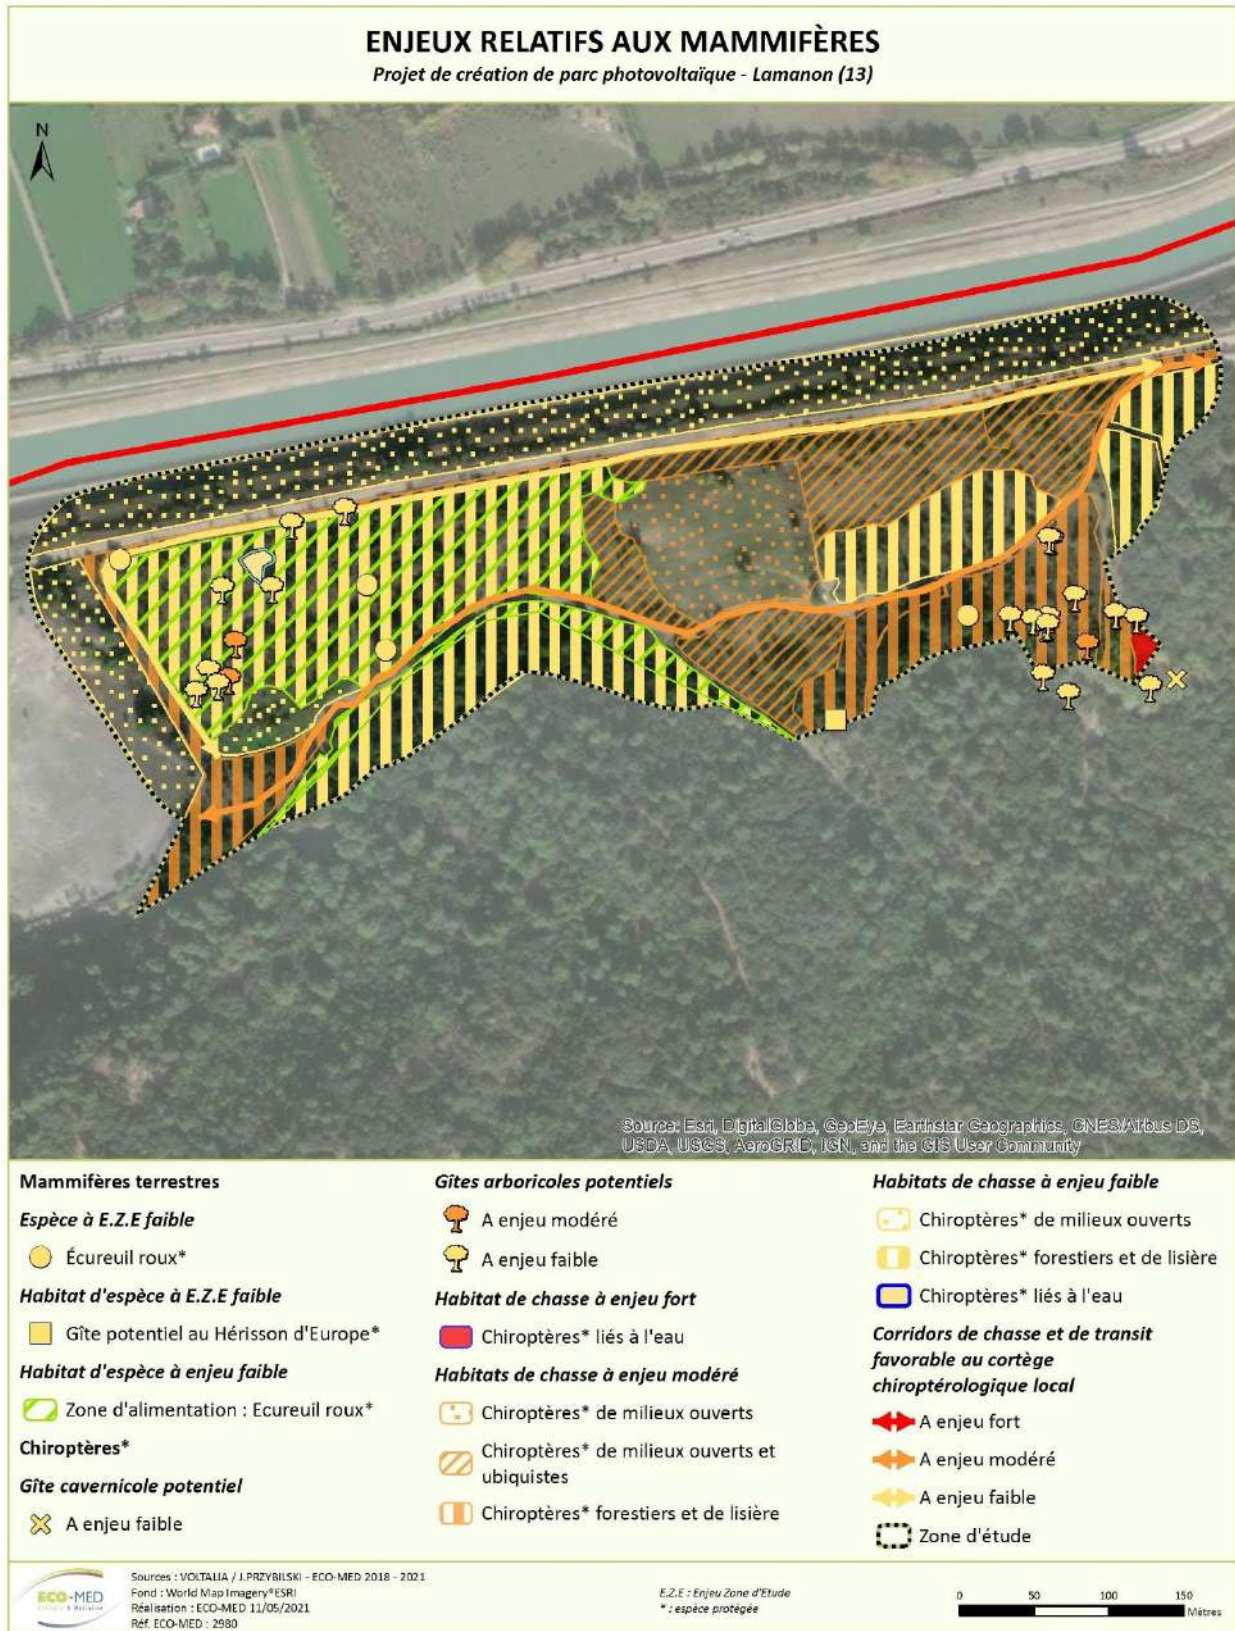 ENJEUX RELATIFS AUX MAMMIFÈRES
Projet de création de parc photovoltaïque - Lamanon (13)
N
Source: Esri, DigitalGlobe, GeoEye, Earthstar Geographics, CNES/Airbus DS,
USDA, USGS, AeroGRID, IGN, and the GIS User Community
Mammifères terrestres
Espèce à E.Z.E faible
Écureuil roux*
Habitat d'espèce à E.Z.E faible
Gîte potentiel au Hérisson d'Europe*
Habitat d'espèce à enjeu faible
Zone d'alimentation : Ecureuil roux*
Chiroptères*
Gîte cavernicole potentiel
A enjeu faible
Gîtes arboricoles potentiels
A enjeu modéré
A enjeu faible
Habitat de chasse à enjeu fort
Chiroptères* liés à l'eau
Habitats de chasse à enjeu modéré
Chiroptères* de milieux ouverts
Chiroptères* de milieux ouverts et
ubiquistes
Chiroptères* forestiers et de lisière
Habitats de chasse à enjeu faible
Chiroptères* de milieux ouverts
Chiroptères* forestiers et de lisière
Chiroptères* liés à l'eau
Corridors de chasse et de transit
favorable au cortège
chiroptérologique local
A enjeu fort
A enjeu modéré
A enjeu faible
Zone d'étude
ECO-MED
Sources : VOLTALIA / J.PRZYBILSKI - ECO-MED 2018 - 2021
Fond : World Map Imagery®ESRI
Réalisation : ECO-MED 11/05/2021
Réf. ECO-MED : 2980
E.Z.E : Enjeu Zone d'Etude
* : espèce protégée
0 50 100 150
Mètres